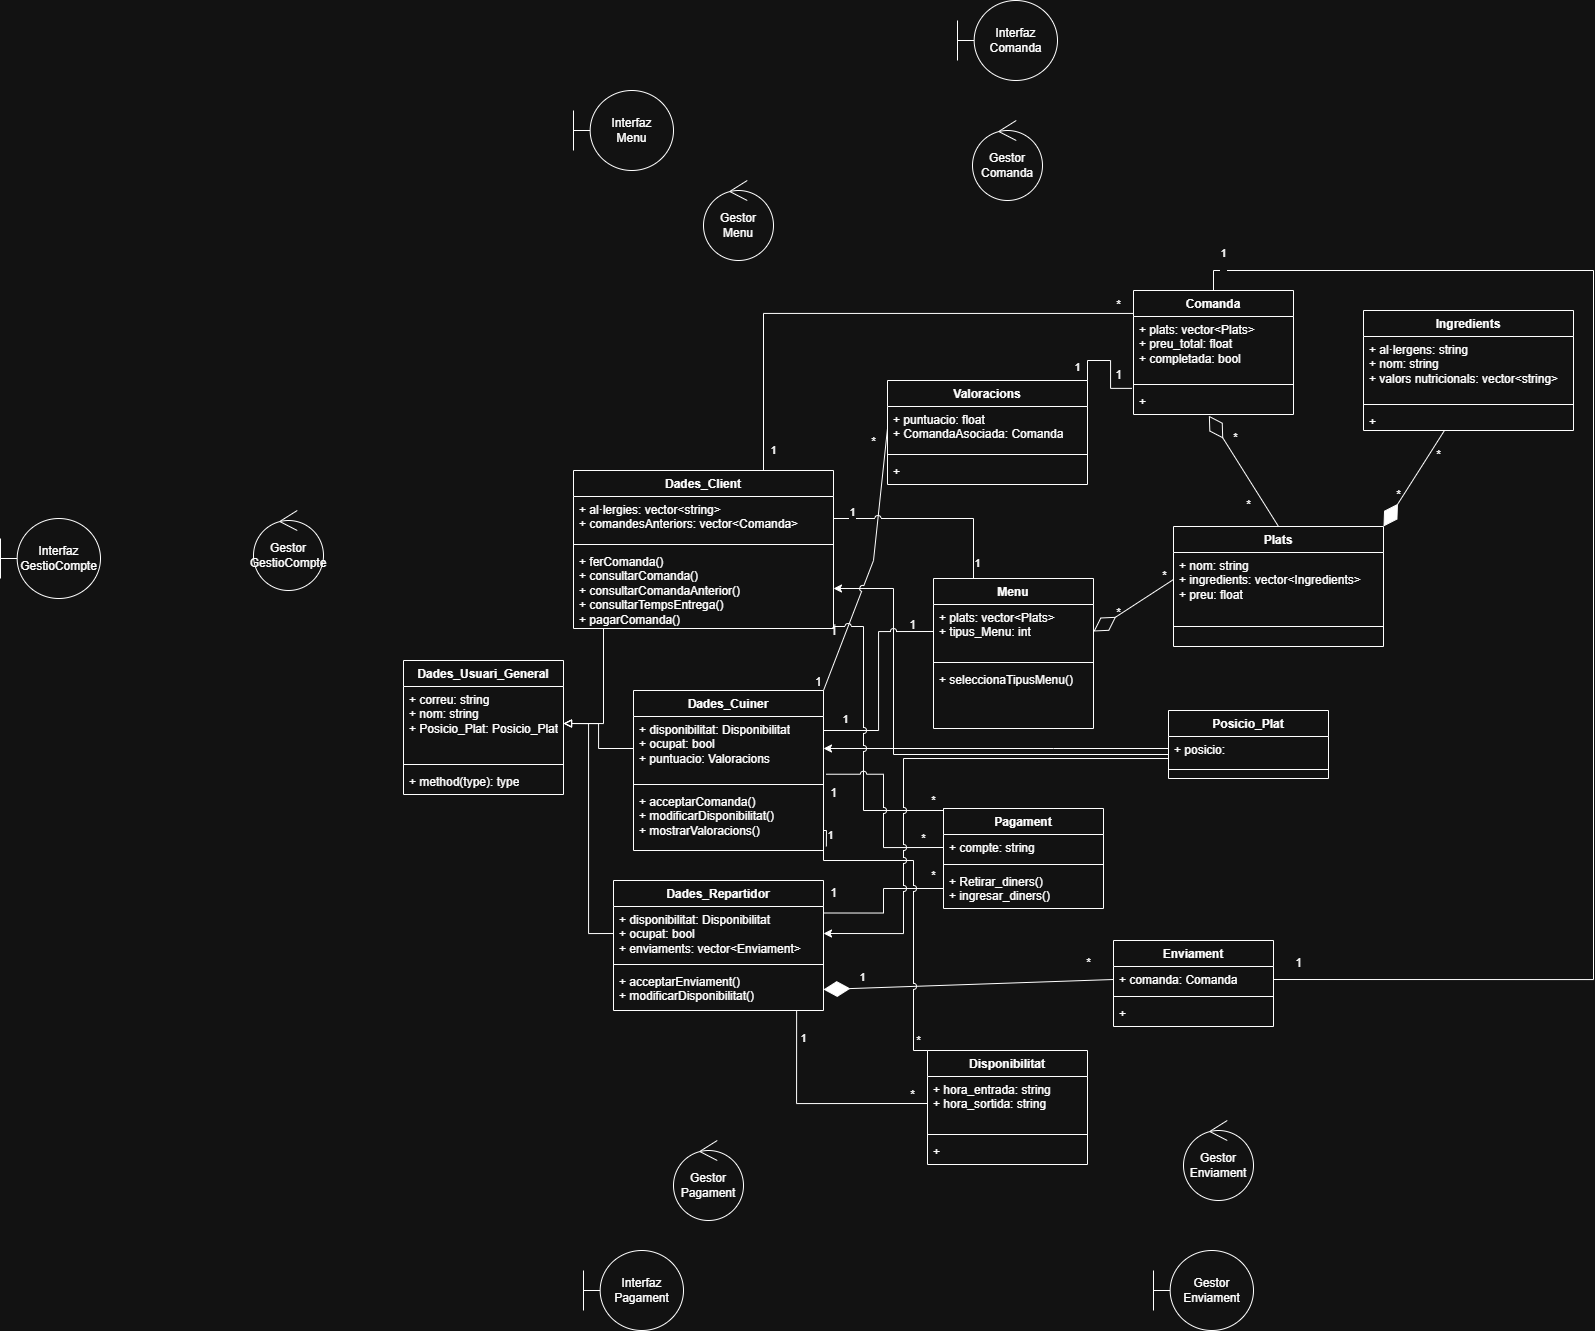 Interfaz
Comanda
Interfaz
Menu
Gestor
Comanda
Gestor
Menu
1
Comanda
+ plats: vector<Plats>
+ preu_total: float
+ completada: bool
+
*
1
Ingredients
+ al·lergens: string
+ nom: string
+ valors nutricionals: vector<string>
+
1
1
Valoracions
+ puntuacio: float
+ ComandaAsociada: Comanda
+
*
1
*
*
*
*
Dades_Client
+ al·lergies: vector<string>
+ comandesAnteriors: vector<Comanda>
+ ferComanda()
+ consultarComanda()
+ consultarComandaAnterior()
+ consultarTempsEntrega()
+ pagarComanda()
1
1
1
Interfaz
GestioCompte
Gestor
GestioCompte
Plats
+ nom: string
+ ingredients: vector<Ingredients>
+ preu: float
Menu
+ plats: vector<Plats>
+ tipus_Menu: int
+ seleccionaTipusMenu()
*
*
1
Dades_Usuari_General
+ correu: string
+ nom: string
+ Posicio_Plat: Posicio_Plat
+ method(type): type
1
Dades_Cuiner
+ disponibilitat: Disponibilitat
+ ocupat: bool
+ puntuacio: Valoracions
+ acceptarComanda()
+ modificarDisponibilitat()
+ mostrarValoracions()
1
1
1
Posicio_Plat
+ posicio:
*
*
*
Pagament
+ compte: string
+ Retirar_diners()
+ ingresar_diners()
Dades_Repartidor
+ disponibilitat: Disponibilitat
+ ocupat: bool
+ enviaments: vector<Enviament>
+ acceptarEnviament()
+ modificarDisponibilitat()
1
1
*
Enviament
+ comanda: Comanda
+
1
1
*
*
Disponibilitat
+ hora_entrada: string
+ hora_sortida: string
+
Gestor
Pagament
Gestor
Enviament
Interfaz
Pagament
Gestor
Enviament